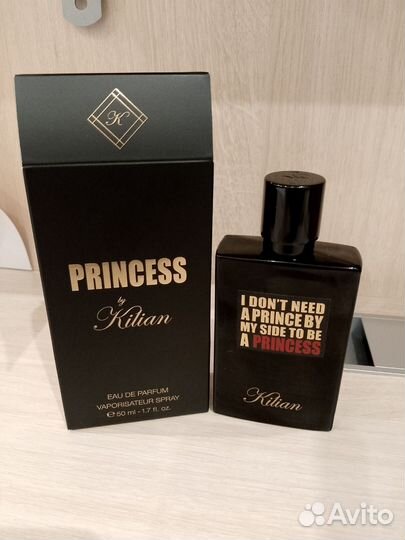 K
PRINCESS
by
Kilian
EAU DE PARFUM
VAPORISATEUR SPRAY
℮ 50 ml - 1.7 fl. oz.
I DON'T NEED
A PRINCE BY
MY SIDE TO BE
A PRINCESS
Kilian
Avito